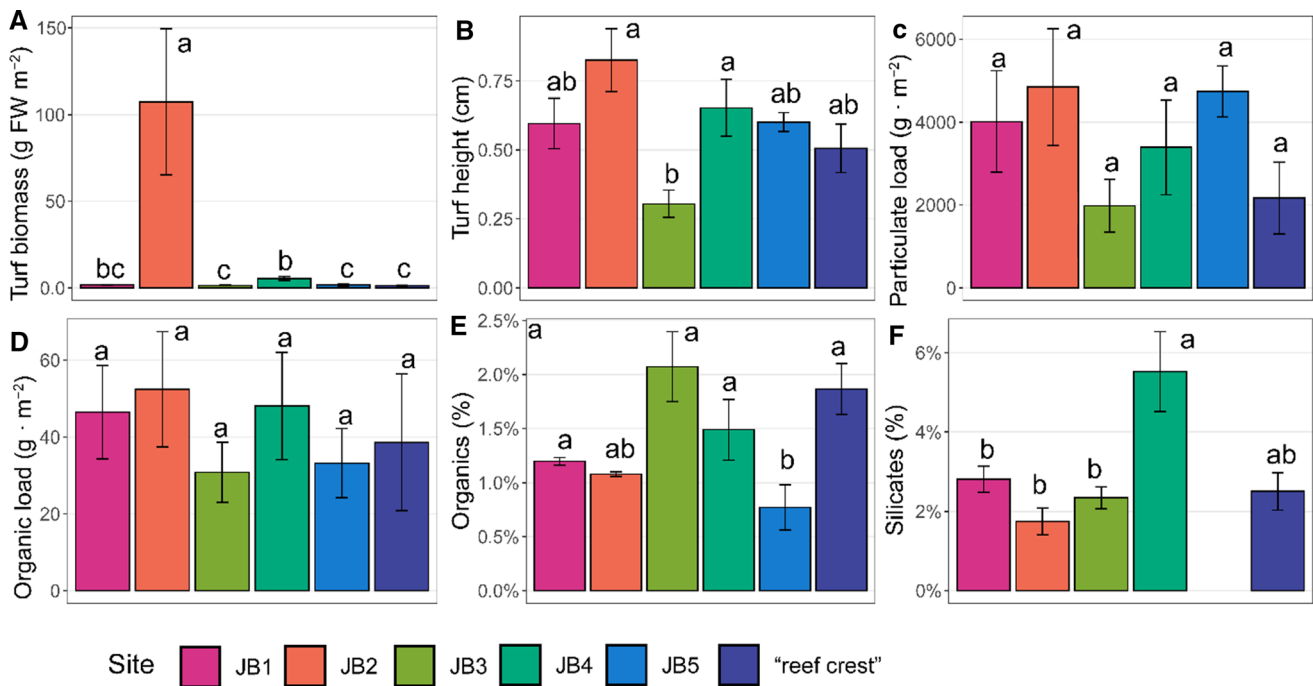 A
Turf biomass (g FW m⁻²)
150
100
50
0.0
bc
a
c
b
c
c
B
Turf height (cm)
0.75
0.50
0.25
0.00
ab
a
b
a
ab
ab
c
Particulate load (g · m⁻²)
6000
4000
2000
0
a
a
a
a
a
a
D
Organic load (g · m⁻²)
60
40
20
0
a
a
a
a
a
a
E
Organics (%)
2.5%
2.0%
1.5%
1.0%
0.5%
0.0%
a
a
ab
a
a
b
a
F
Silicates (%)
6%
4%
2%
0%
b
b
b
a
ab
Site JB1 JB2 JB3 JB4 JB5 “reef crest”